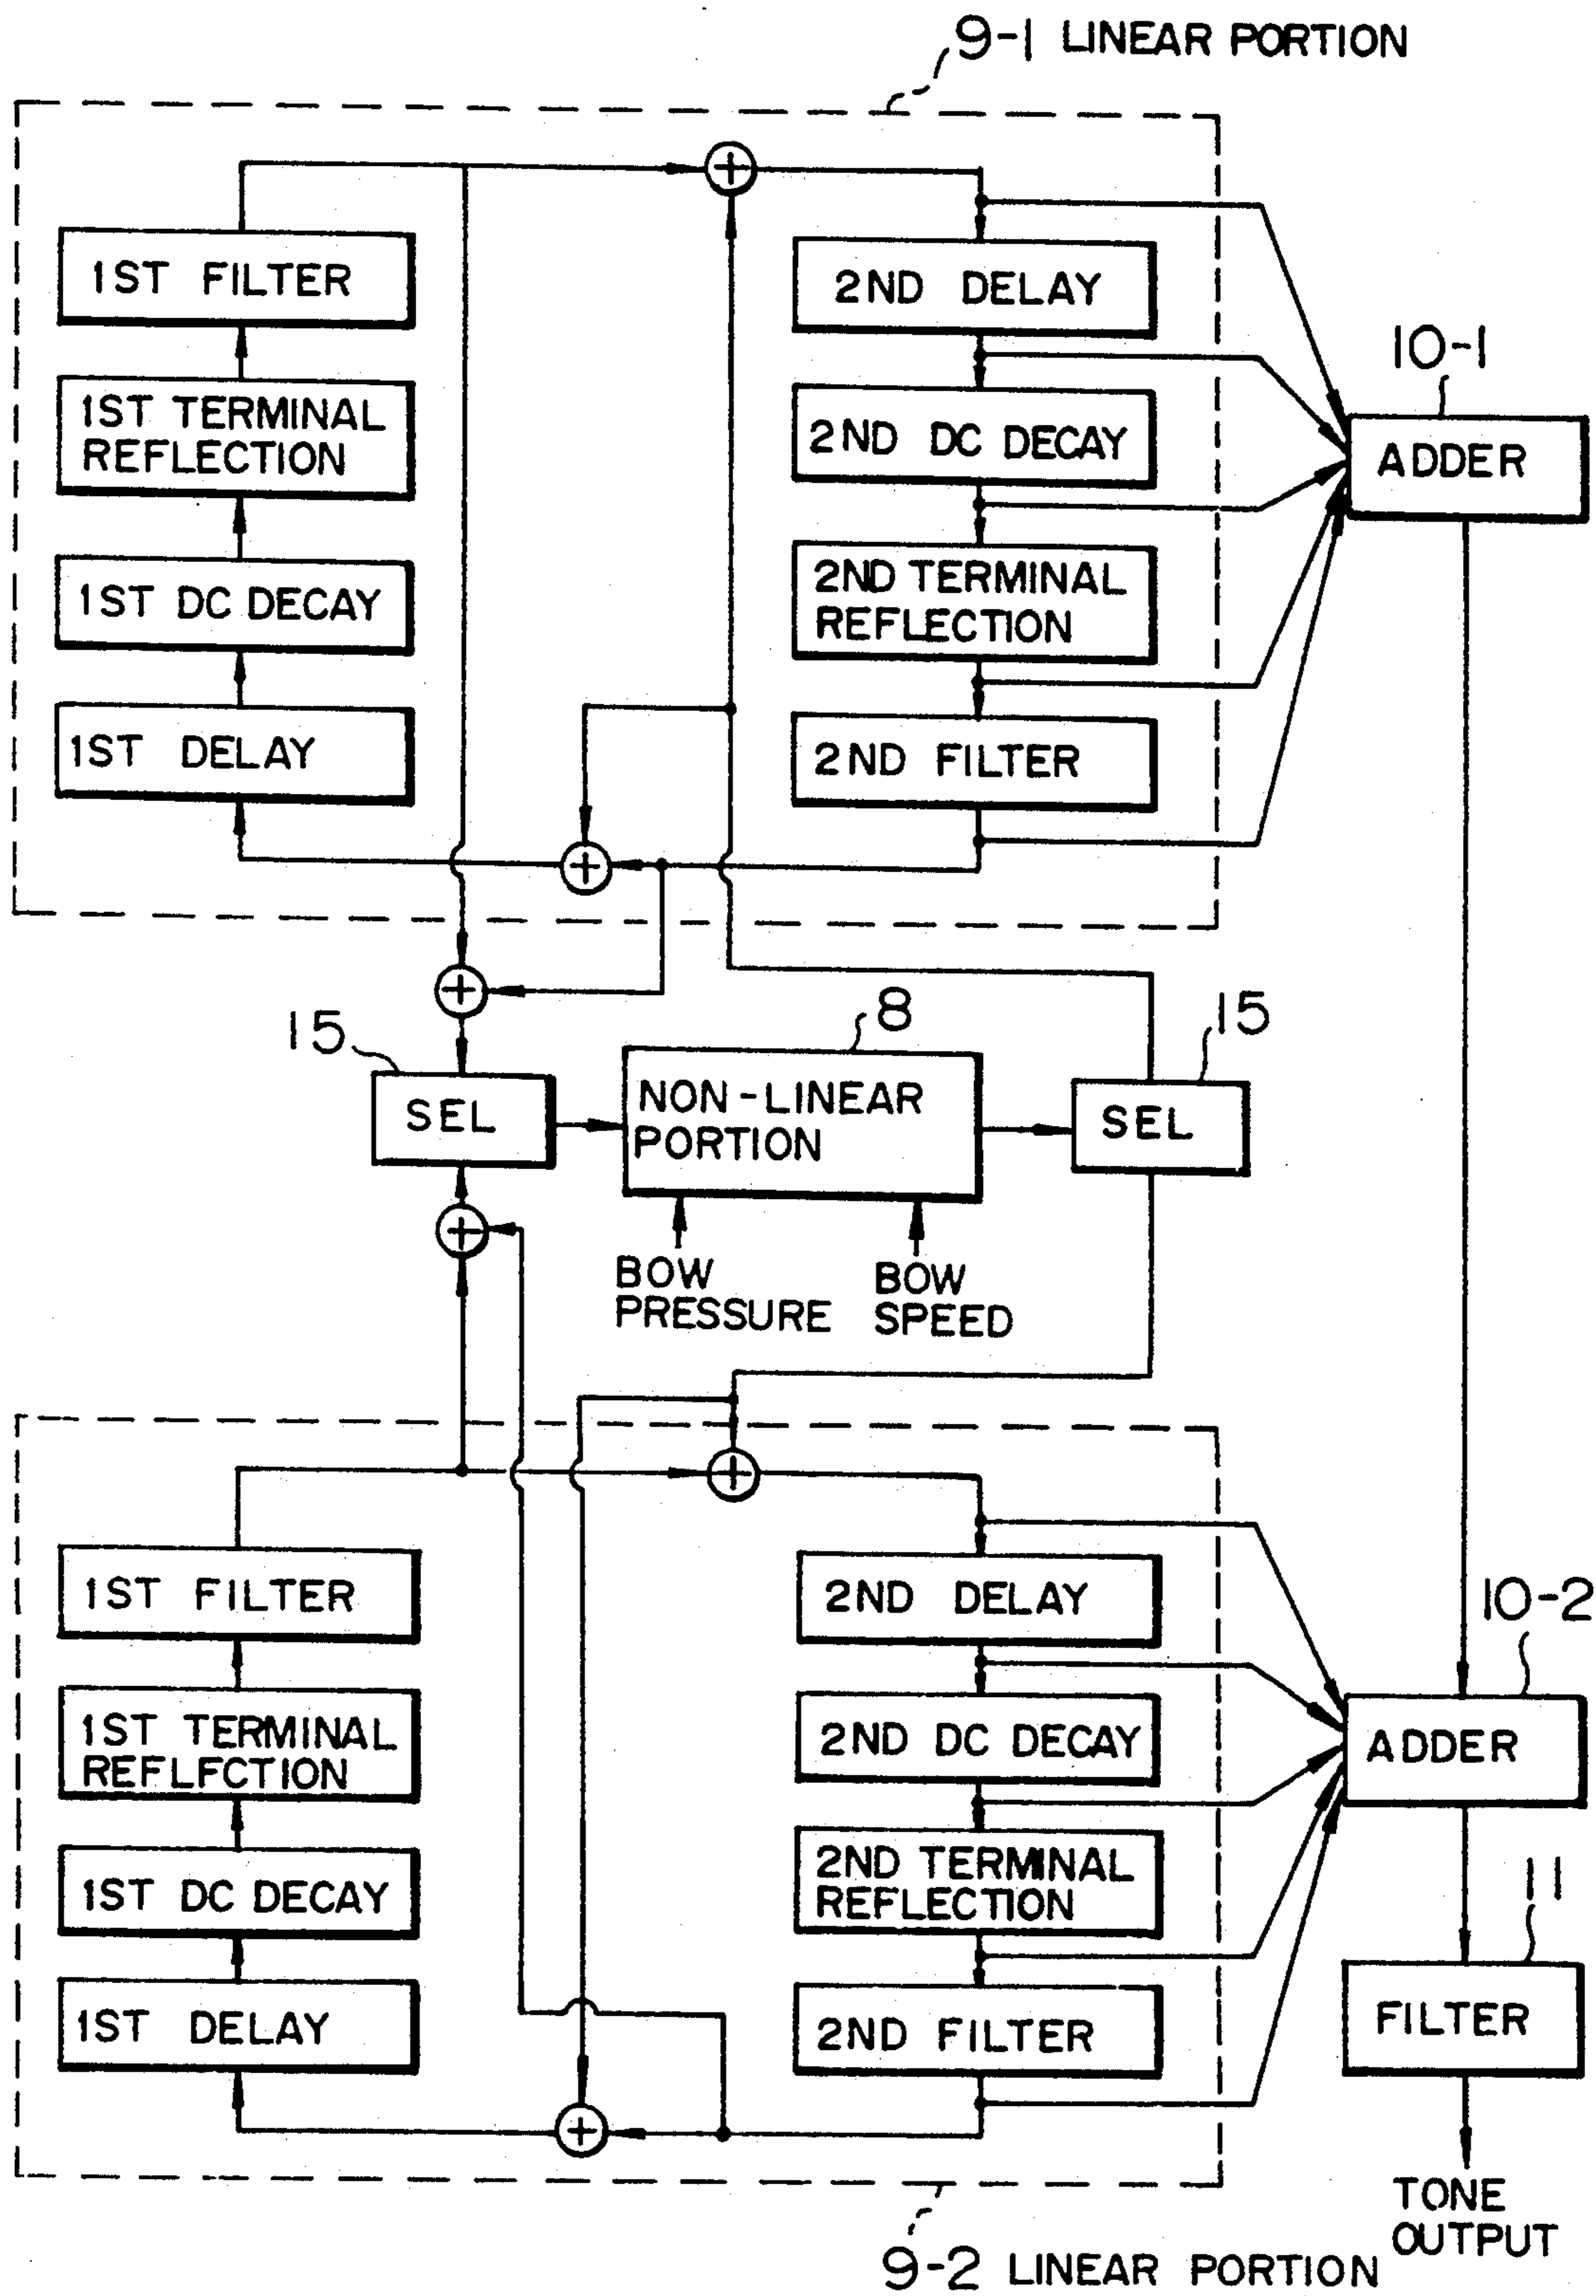 9-1 LINEAR PORTION
1ST FILTER
1ST TERMINAL
REFLECTION
1ST DC DECAY
1ST DELAY
2ND DELAY
2ND DC DECAY
2ND TERMINAL
REFLECTION
2ND FILTER
10-1
ADDER
15
SEL
8
NON-LINEAR
PORTION
15
SEL
BOW
PRESSURE
BOW
SPEED
1ST FILTER
1ST TERMINAL
REFLFCTION
1ST DC DECAY
1ST DELAY
2ND DELAY
2ND DC DECAY
2ND TERMINAL
REFLECTION
2ND FILTER
10-2
ADDER
11
FILTER
TONE
OUTPUT
9-2 LINEAR PORTION